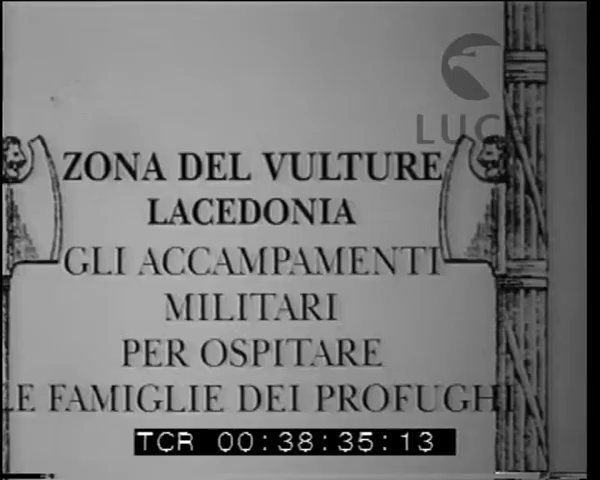 LUC
ZONA DEL VULTURE
LACEDONIA
GLI ACCAMPAMENTI
MILITARI
PER OSPITARE
LE FAMIGLIE DEI PROFUGHI
TCR 00:38:35:13